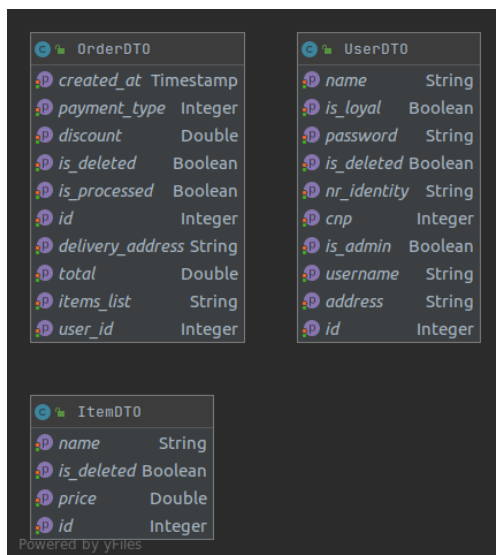 OrderDTO
created_at Timestamp
payment_type Integer
discount Double
is_deleted Boolean
is_processed Boolean
id Integer
delivery_address String
total Double
items_list String
user_id Integer
UserDTO
name String
is_loyal Boolean
password String
is_deleted Boolean
nr_identity String
cnp Integer
is_admin Boolean
username String
address String
id Integer
ItemDTO
name String
is_deleted Boolean
price Double
id Integer
Powered by yFiles